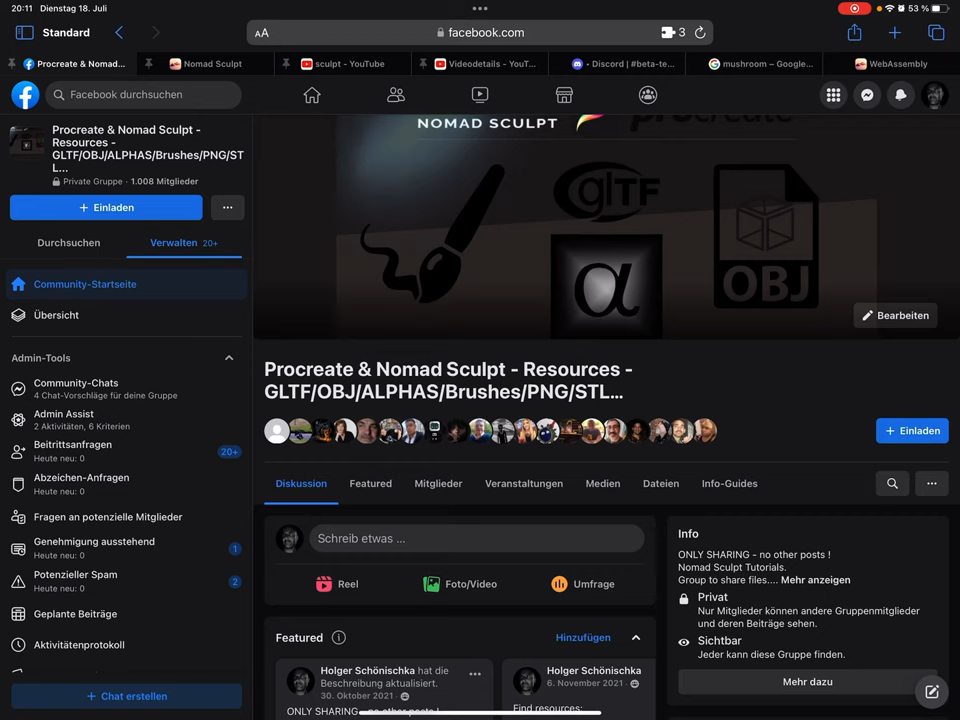 20:11 Dienstag 18. Juli
53 %
Standard
AA
facebook.com
3
Procreate & Nomad...
Nomad Sculpt
sculpt - YouTube
Videodetails - YouT...
• Discord | #beta-te...
mushroom – Google...
WebAssembly
Facebook durchsuchen
Procreate & Nomad Sculpt -
Resources -
GLTF/OBJ/ALPHAS/Brushes/PNG/ST
L...
Private Gruppe · 1.008 Mitglieder
+ Einladen
Durchsuchen
Verwalten 20+
Community-Startseite
Übersicht
Admin-Tools
Community-Chats
4 Chat-Vorschläge für deine Gruppe
Admin Assist
2 Aktivitäten, 6 Kriterien
Beitrittsanfragen
Heute neu: 0
20+
Abzeichen-Anfragen
Heute neu: 0
Fragen an potenzielle Mitglieder
Genehmigung ausstehend
Heute neu: 0
1
Potenzieller Spam
Heute neu: 0
2
Geplante Beiträge
Aktivitätenprotokoll
+ Chat erstellen
NOMAD SCULPT
procreate
glTF
α
OBJ
Bearbeiten
Procreate & Nomad Sculpt - Resources -
GLTF/OBJ/ALPHAS/Brushes/PNG/STL...
+ Einladen
Diskussion
Featured
Mitglieder
Veranstaltungen
Medien
Dateien
Info-Guides
Schreib etwas ...
Reel
Foto/Video
Umfrage
Featured
Hinzufügen
Holger Schönischka hat die
Beschreibung aktualisiert.
30. Oktober 2021 ·
ONLY SHARING - no other posts !
Holger Schönischka
6. November 2021 ·
Find resources:
Info
ONLY SHARING - no other posts !
Nomad Sculpt Tutorials.
Group to share files.... Mehr anzeigen
Privat
Nur Mitglieder können andere Gruppenmitglieder
und deren Beiträge sehen.
Sichtbar
Jeder kann diese Gruppe finden.
Mehr dazu